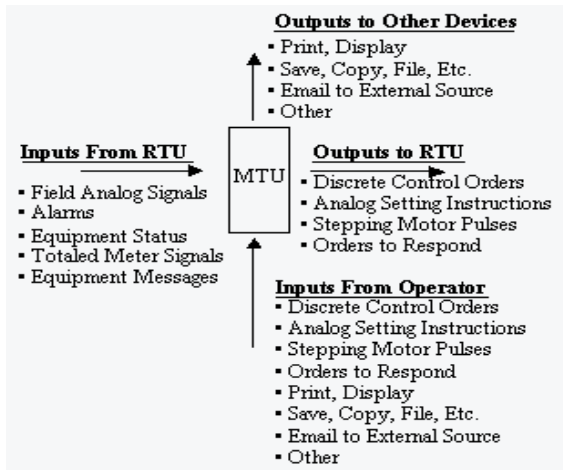 Outputs to Other Devices
▪ Print, Display
▪ Save, Copy, File, Etc.
▪ Email to External Source
▪ Other
Inputs From RTU
▪ Field Analog Signals
▪ Alarms
▪ Equipment Status
▪ Totaled Meter Signals
▪ Equipment Messages
MTU
Outputs to RTU
▪ Discrete Control Orders
▪ Analog Setting Instructions
▪ Stepping Motor Pulses
▪ Orders to Respond
Inputs From Operator
▪ Discrete Control Orders
▪ Analog Setting Instructions
▪ Stepping Motor Pulses
▪ Orders to Respond
▪ Print, Display
▪ Save, Copy, File, Etc.
▪ Email to External Source
▪ Other